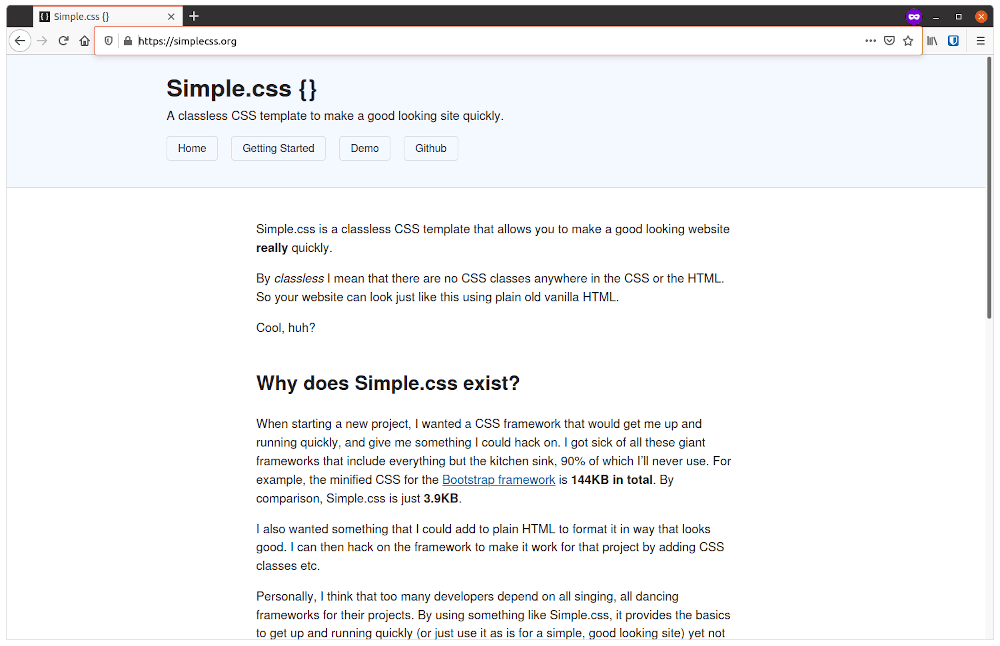 Simple.css {}
https://simplecss.org
Simple.css {}
A classless CSS template to make a good looking site quickly.
Home
Getting Started
Demo
Github
Simple.css is a classless CSS template that allows you to make a good looking website
really quickly.
By classless I mean that there are no CSS classes anywhere in the CSS or the HTML.
So your website can look just like this using plain old vanilla HTML.
Cool, huh?
Why does Simple.css exist?
When starting a new project, I wanted a CSS framework that would get me up and
running quickly, and give me something I could hack on. I got sick of all these giant
frameworks that include everything but the kitchen sink, 90% of which I'll never use. For
example, the minified CSS for the Bootstrap framework is 144KB in total. By
comparison, Simple.css is just 3.9KB.
I also wanted something that I could add to plain HTML to format it in way that looks
good. I can then hack on the framework to make it work for that project by adding CSS
classes etc.
Personally, I think that too many developers depend on all singing, all dancing
frameworks for their projects. By using something like Simple.css, it provides the basics
to get up and running quickly (or just use it as is for a simple, good looking site) yet not